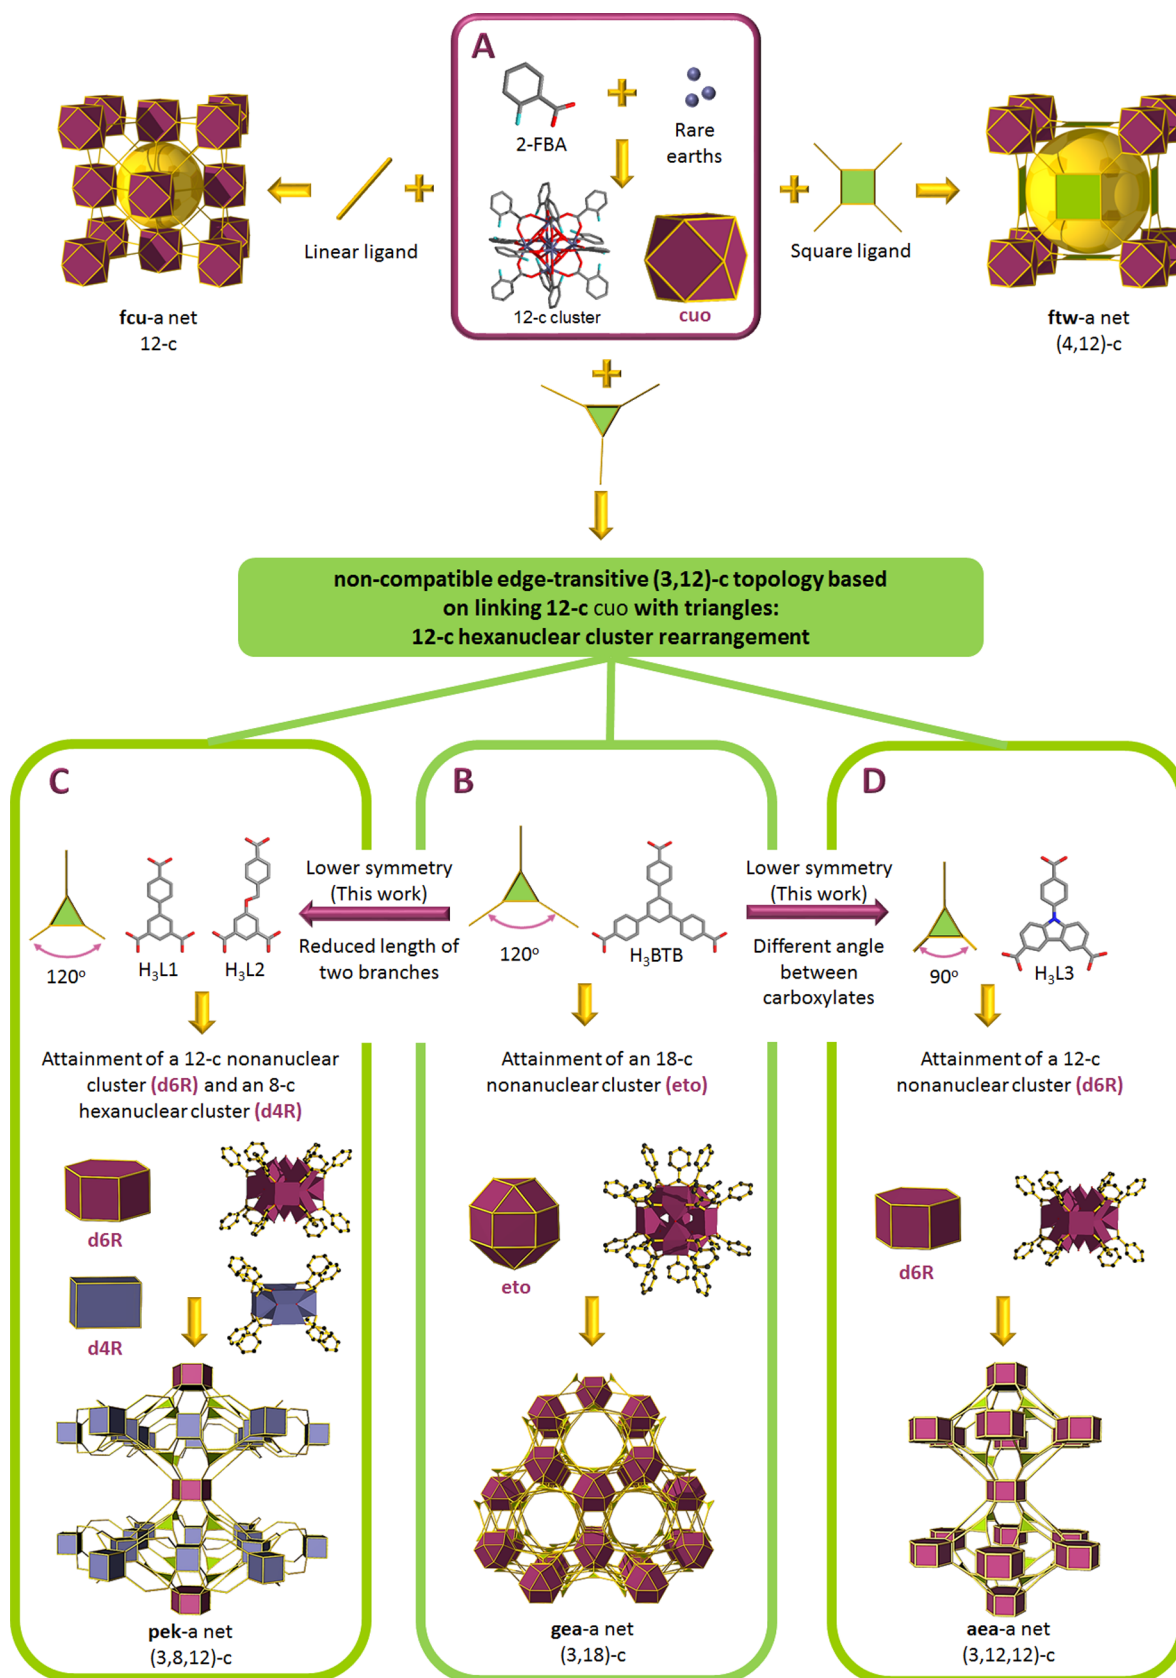 A
2-FBA
Rare
earths
12-c cluster
cuo
Linear ligand
Square ligand
fcu-a net
12-c
ftw-a net
(4,12)-c
non-compatible edge-transitive (3,12)-c topology based
on linking 12-c cuo with triangles:
12-c hexanuclear cluster rearrangement
C
120°
H₃L1
H₃L2
Lower symmetry
(This work)
Reduced length of
two branches
Attainment of a 12-c nonanuclear
cluster (d6R) and an 8-c
hexanuclear cluster (d4R)
d6R
d4R
pek-a net
(3,8,12)-c
B
120°
H₃BTB
Attainment of an 18-c
nonanuclear cluster (eto)
eto
gea-a net
(3,18)-c
Lower symmetry
(This work)
Different angle
between
carboxylates
D
90°
H₃L3
Attainment of a 12-c
nonanuclear cluster (d6R)
d6R
aea-a net
(3,12,12)-c